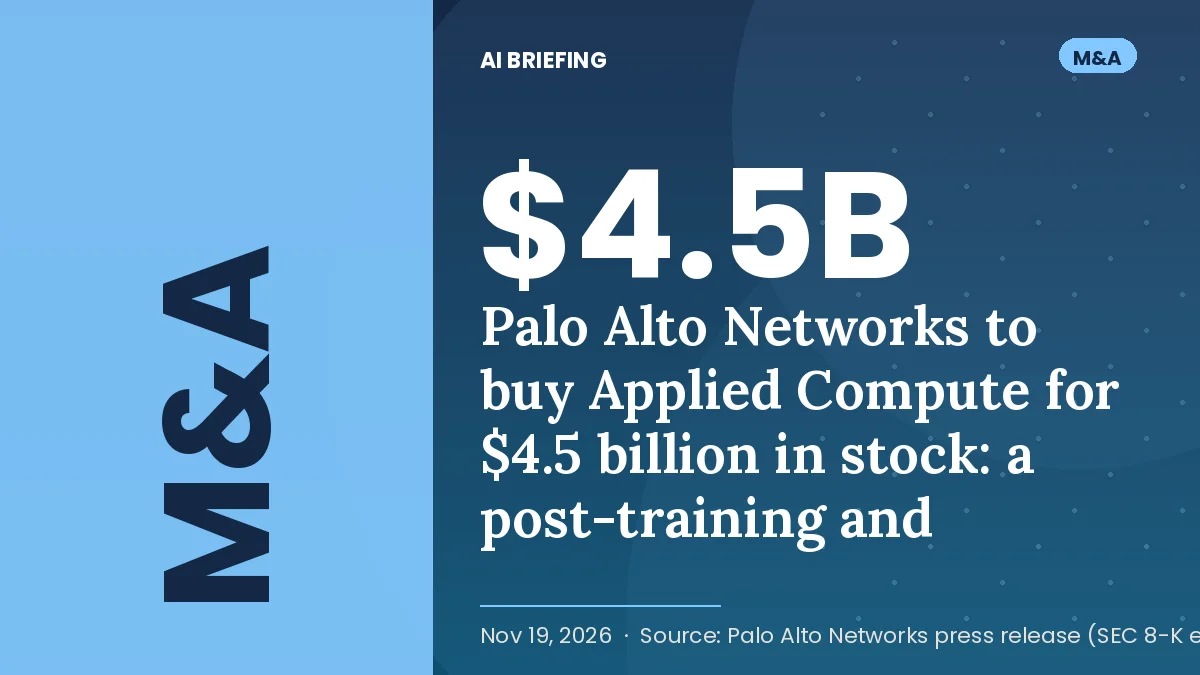 M&A
AI BRIEFING
M&A
$4.5B
Palo Alto Networks to
buy Applied Compute for
$4.5 billion in stock: a
post-training and
Nov 19, 2026 · Source: Palo Alto Networks press release (SEC 8-K e